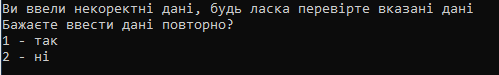 Ви ввели некоректні дані, будь ласка перевірте вказані дані
Бажаєте ввести дані повторно?
1 - так
2 - ні